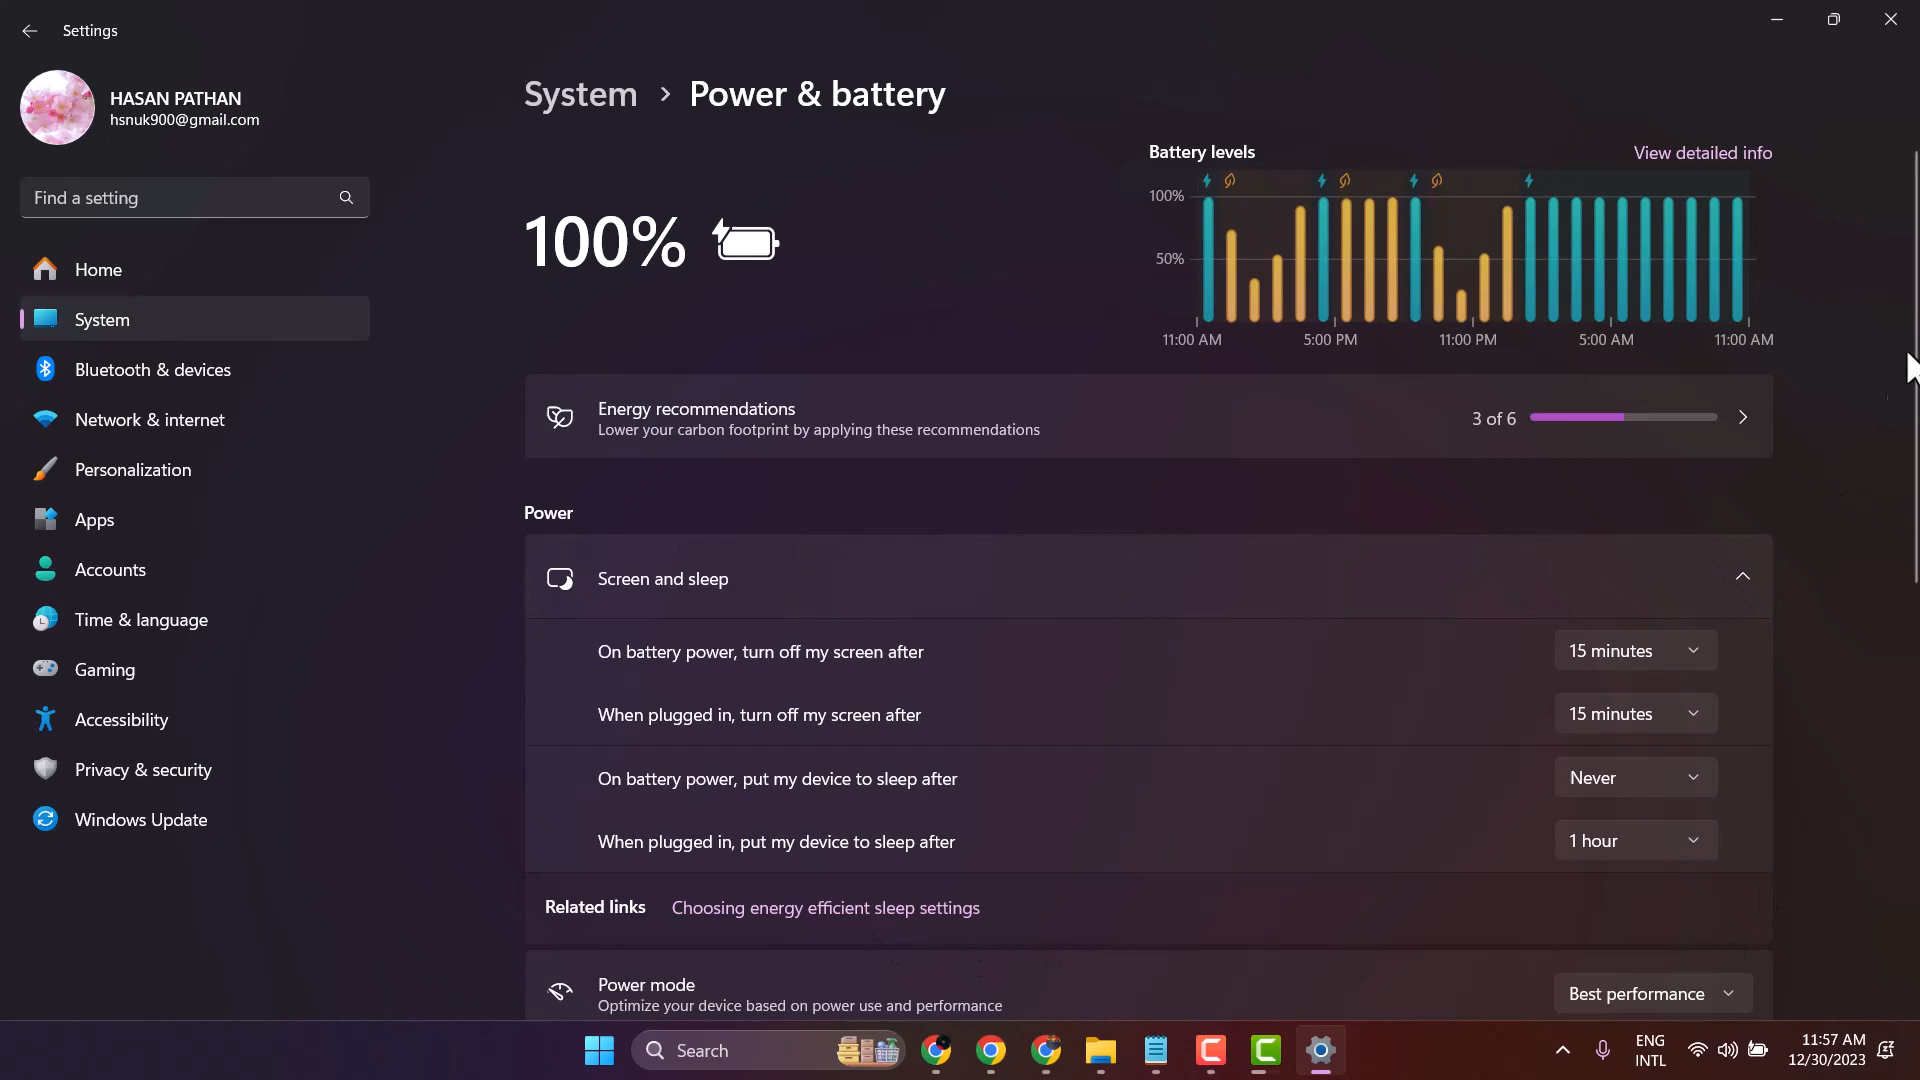 Settings
HASAN PATHAN
hsnuk900@gmail.com
Find a setting
Home
System
Bluetooth & devices
Network & internet
Personalization
Apps
Accounts
Time & language
Gaming
Accessibility
Privacy & security
Windows Update
System > Power & battery
100%
Battery levels
View detailed info
100%
50%
11:00 AM 5:00 PM 11:00 PM 5:00 AM 11:00 AM
Energy recommendations
Lower your carbon footprint by applying these recommendations
3 of 6
Power
Screen and sleep
On battery power, turn off my screen after 15 minutes
When plugged in, turn off my screen after 15 minutes
On battery power, put my device to sleep after Never
When plugged in, put my device to sleep after 1 hour
Related links Choosing energy efficient sleep settings
Power mode
Optimize your device based on power use and performance
Best performance
Search
ENG
INTL
11:57 AM
12/30/2023